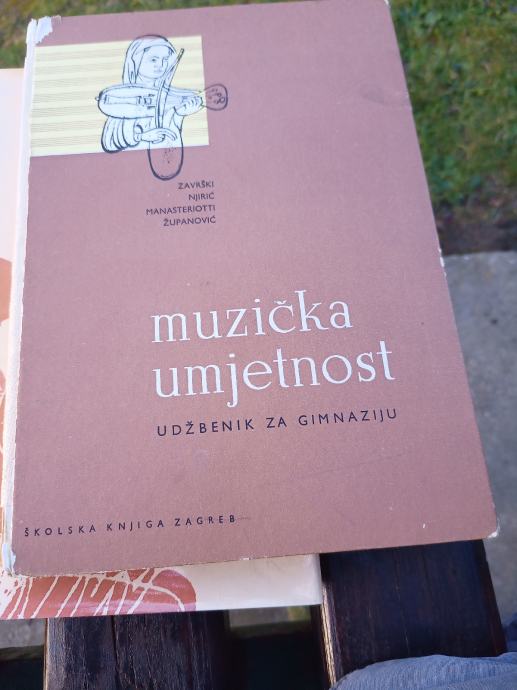 ZAVRŠKI
NJIRIĆ
MANASTERIOTTI
ŽUPANOVIĆ
muzička
umjetnost
UDŽBENIK ZA GIMNAZIJU
ŠKOLSKA KNJIGA ZAGREB